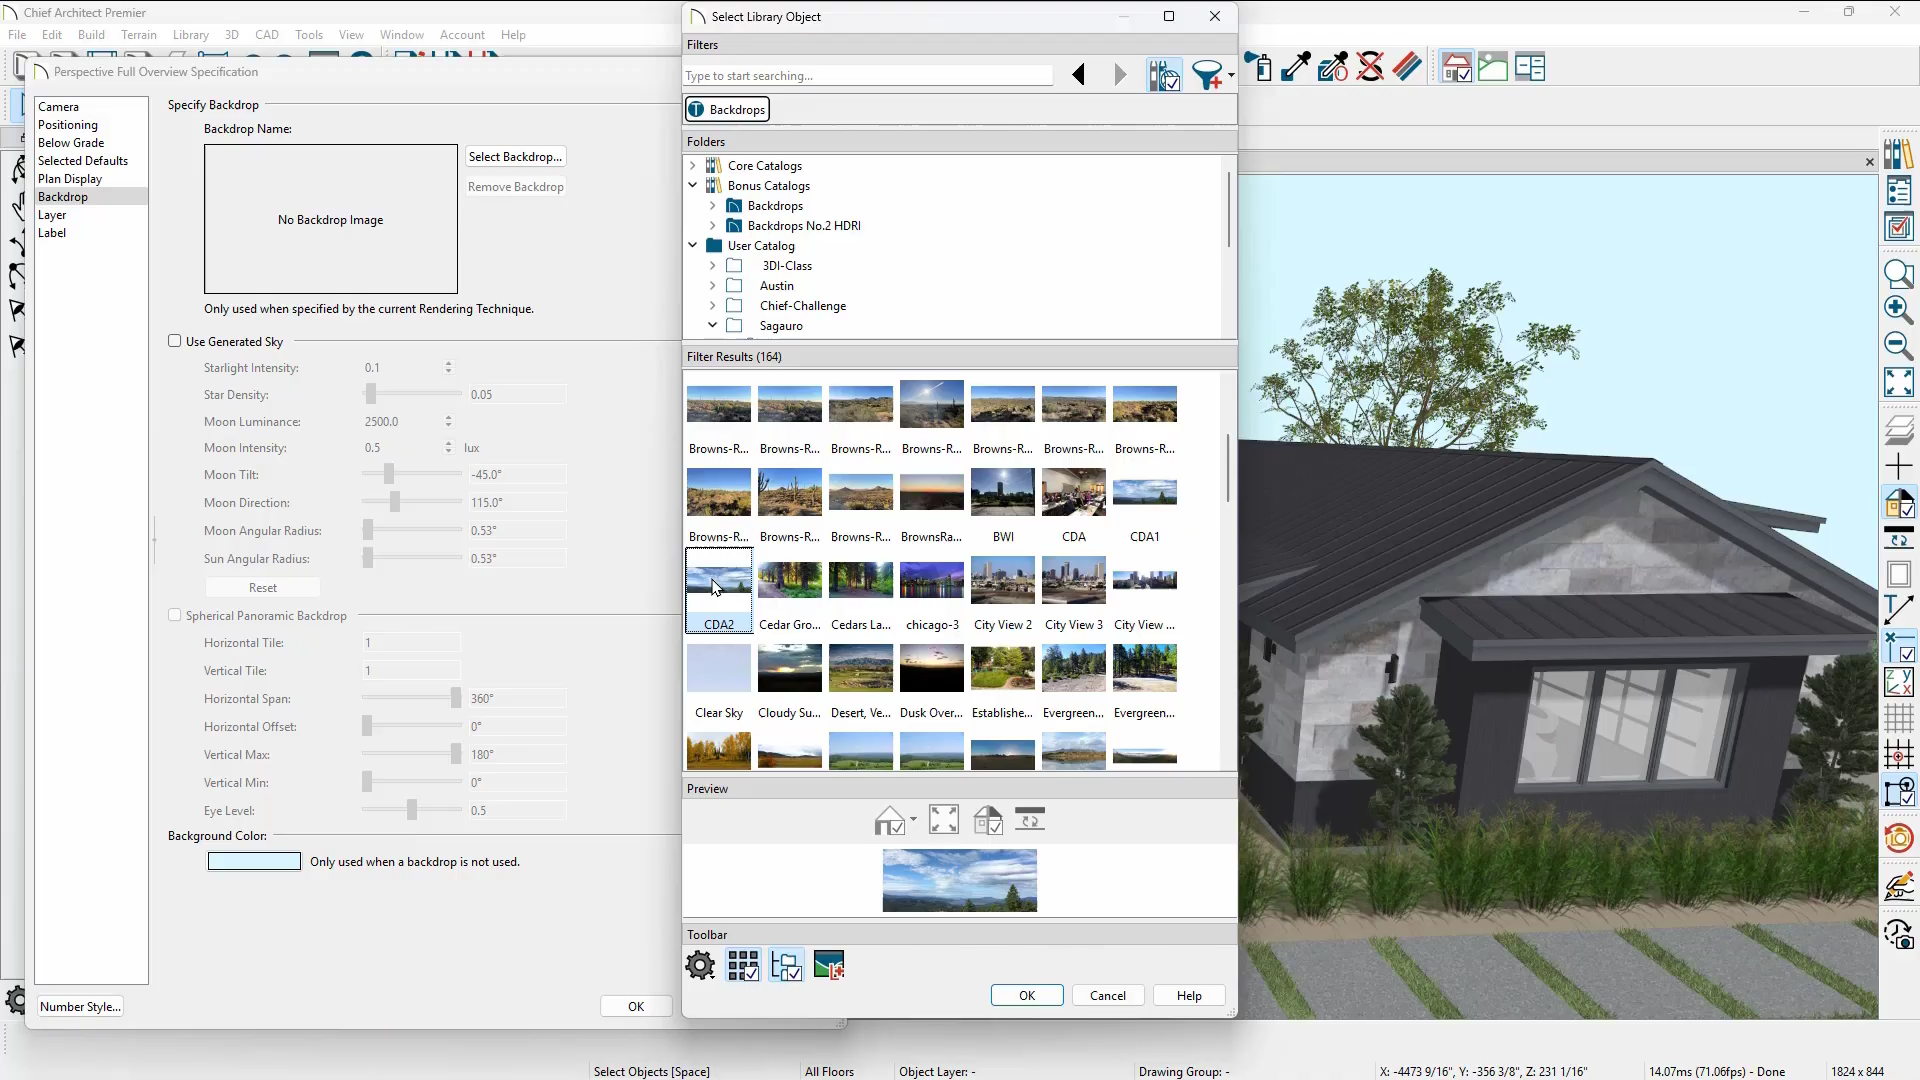 Chief Architect Premier
File Edit Build Terrain Library 3D CAD Tools View Window Account Help
Perspective Full Overview Specification
Camera
Positioning
Below Grade
Selected Defaults
Plan Display
Backdrop
Layer
Label
Specify Backdrop
Backdrop Name:
No Backdrop Image
Select Backdrop...
Remove Backdrop
Only used when specified by the current Rendering Technique.
Use Generated Sky
Starlight Intensity: 0.1
Star Density: 0.05
Moon Luminance: 2500.0
Moon Intensity: 0.5 lux
Moon Tilt: -45.0°
Moon Direction: 115.0°
Moon Angular Radius: 0.53°
Sun Angular Radius: 0.53°
Reset
Spherical Panoramic Backdrop
Horizontal Tile: 1
Vertical Tile: 1
Horizontal Span: 360°
Horizontal Offset: 0°
Vertical Max: 180°
Vertical Min: 0°
Eye Level: 0.5
Background Color:
Only used when a backdrop is not used.
Number Style...
OK
Select Library Object
Filters
Type to start searching...
T Backdrops
Folders
Core Catalogs
Bonus Catalogs
Backdrops
Backdrops No.2 HDRI
User Catalog
3DI-Class
Austin
Chief-Challenge
Sagauro
Filter Results (164)
Browns-R... Browns-R... Browns-R... Browns-R... Browns-R... Browns-R... Browns-R...
Browns-R... Browns-R... Browns-R... BrownsRa... BWI CDA CDA1
CDA2 Cedar Gro... Cedars La... chicago-3 City View 2 City View 3 City View ...
Clear Sky Cloudy Su... Desert, Ve... Dusk Over... Establishe... Evergreen... Evergreen...
Preview
Toolbar
OK Cancel Help
Select Objects [Space] All Floors Object Layer: - Drawing Group: - X: -4473 9/16", Y: -356 3/8", Z: 231 1/16" 14.07ms (71.06fps) - Done 1824 x 844